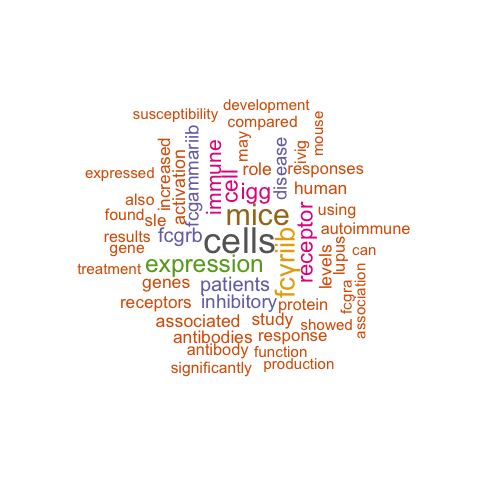 development
susceptibility
compared
mouse
may
ivig
fcgammariib
disease
immune
increased
activation
cell
role
responses
expressed
igg
human
also
found
sle
mice
using
receptor
autoimmune
results
fcgrb
cells
fcyriib
levels
lupus
can
gene
expression
treatment
genes
patients
fcgra
association
receptors
inhibitory
protein
associated
study
showed
antibodies
response
antibody
function
significantly
production